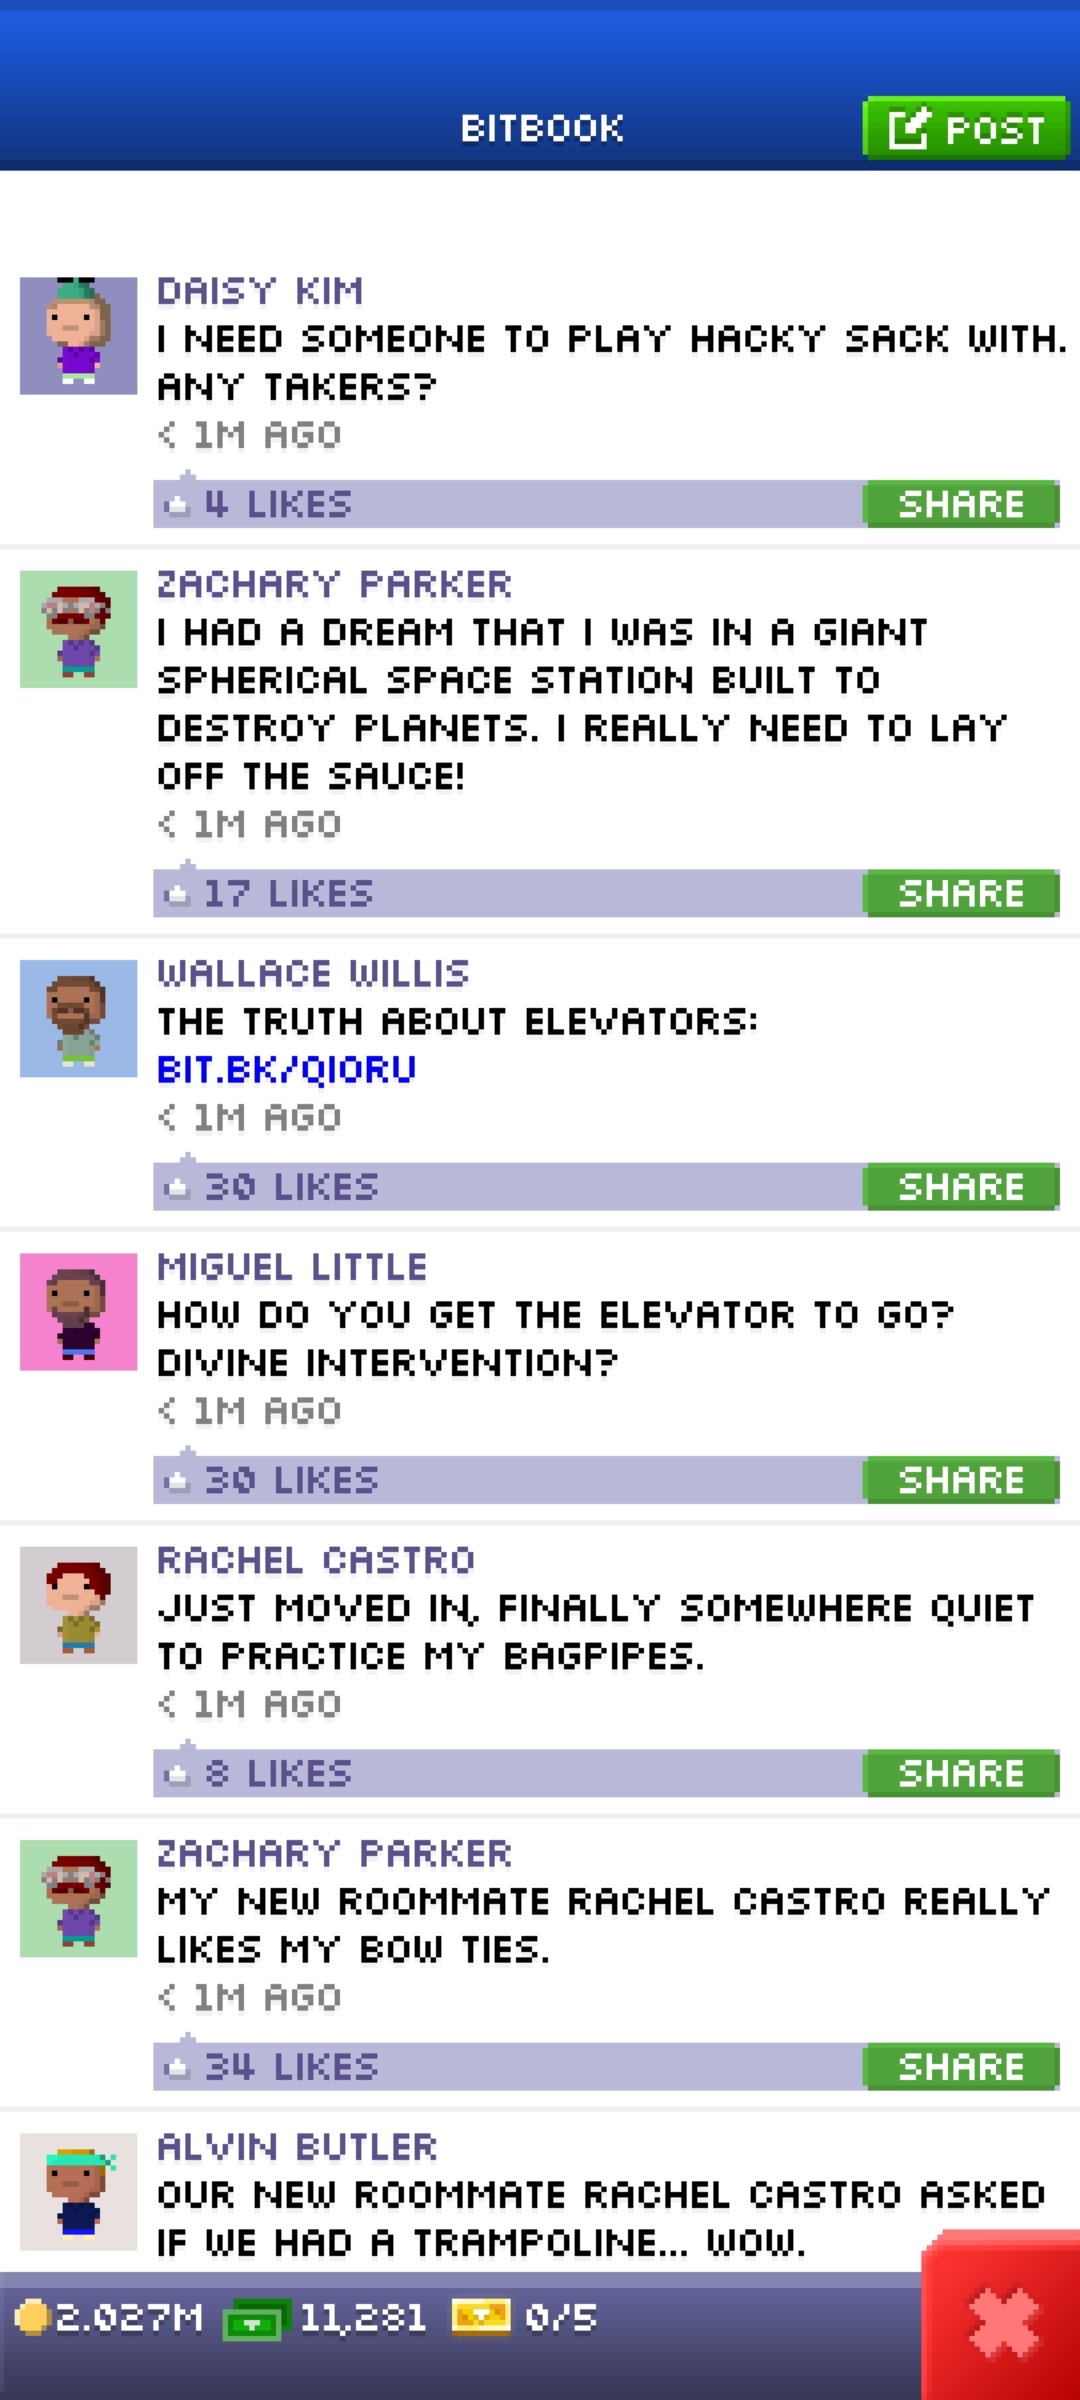 BITBOOK
POST
DAISY KIM
I NEED SOMEONE TO PLAY HACKY SACK WITH.
ANY TAKERS?
< 1M AGO
4 LIKES
SHARE
ZACHARY PARKER
I HAD A DREAM THAT I WAS IN A GIANT
SPHERICAL SPACE STATION BUILT TO
DESTROY PLANETS. I REALLY NEED TO LAY
OFF THE SAUCE!
< 1M AGO
17 LIKES
SHARE
WALLACE WILLIS
THE TRUTH ABOUT ELEVATORS:
BIT.BK/QIORU
< 1M AGO
30 LIKES
SHARE
MIGUEL LITTLE
HOW DO YOU GET THE ELEVATOR TO GO?
DIVINE INTERVENTION?
< 1M AGO
30 LIKES
SHARE
RACHEL CASTRO
JUST MOVED IN, FINALLY SOMEWHERE QUIET
TO PRACTICE MY BAGPIPES.
< 1M AGO
8 LIKES
SHARE
ZACHARY PARKER
MY NEW ROOMMATE RACHEL CASTRO REALLY
LIKES MY BOW TIES.
< 1M AGO
34 LIKES
SHARE
ALVIN BUTLER
OUR NEW ROOMMATE RACHEL CASTRO ASKED
IF WE HAD A TRAMPOLINE... WOW.
2.027M 11,281 0/5